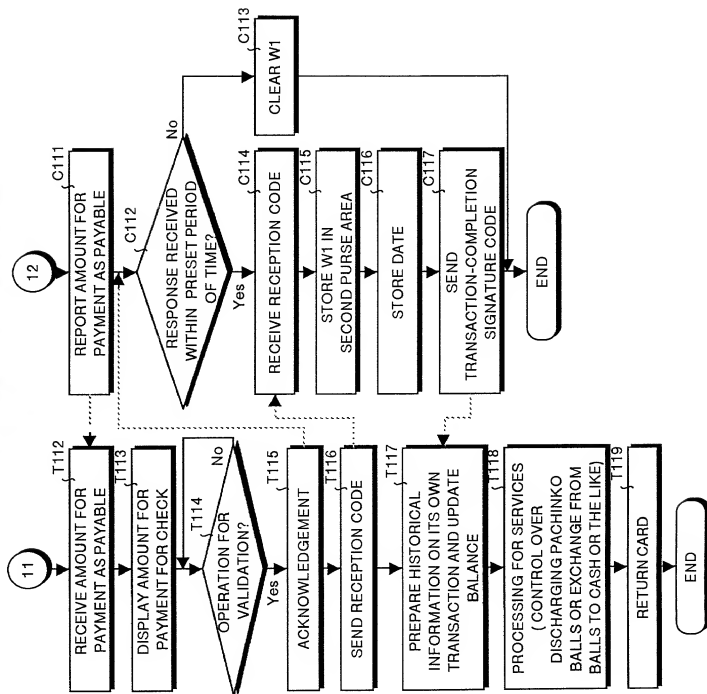 11
RECEIVE AMOUNT FOR
PAYMENT AS PAYABLE
T112
DISPLAY AMOUNT FOR
PAYMENT FOR CHECK
T113
OPERATION FOR
VALIDATION?
T114
No
Yes
ACKNOWLEDGEMENT
T115
SEND RECEPTION CODE
T116
PREPARE HISTORICAL
INFORMATION ON ITS OWN
TRANSACTION AND UPDATE
BALANCE
T117
PROCESSING FOR SERVICES
( CONTROL OVER
DISCHARGING PACHINKO
BALLS OR EXCHANGE FROM
BALLS TO CASH OR THE LIKE)
T118
RETURN CARD
T119
END
12
REPORT AMOUNT FOR
PAYMENT AS PAYABLE
C111
RESPONSE RECEIVED
WITHIN PRESET PERIOD
OF TIME?
C112
No
Yes
CLEAR W1
C113
RECEIVE RECEPTION CODE
C114
STORE W1 IN
SECOND PURSE AREA
C115
STORE DATE
C116
SEND
TRANSACTION-COMPLETION
SIGNATURE CODE
C117
END